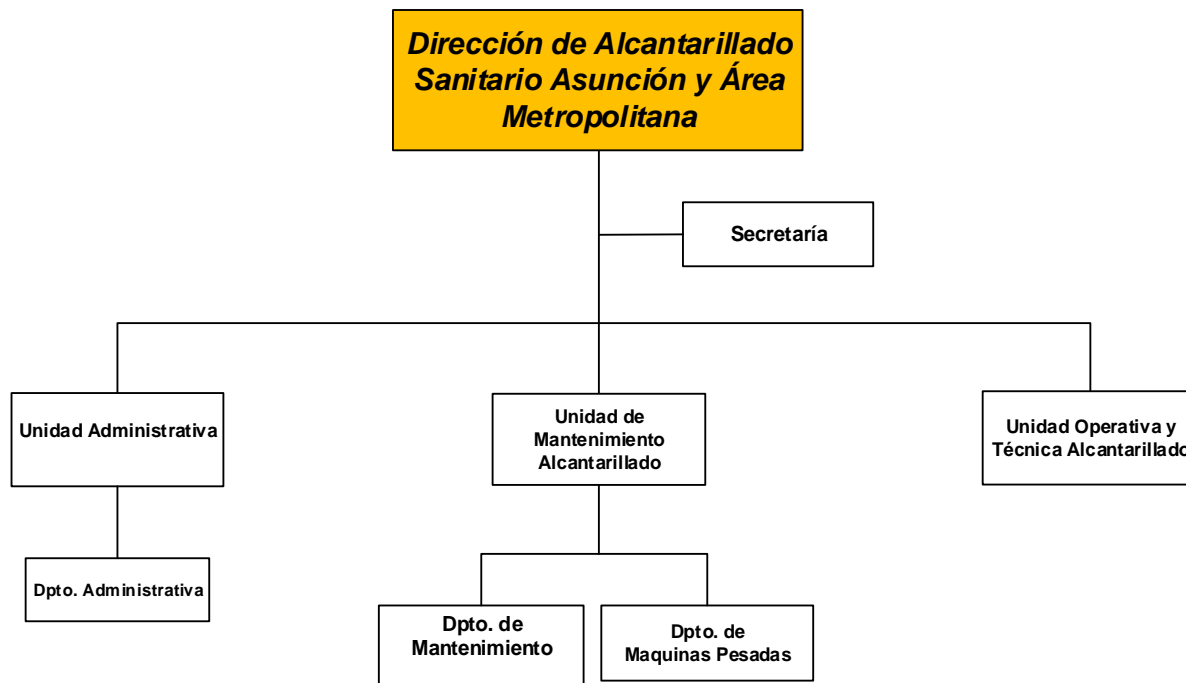 Dirección de Alcantarillado
Sanitario Asunción y Área
Metropolitana
Secretaría
Unidad Administrativa
Unidad de
Mantenimiento
Alcantarillado
Unidad Operativa y
Técnica Alcantarillado
Dpto. Administrativa
Dpto. de
Mantenimiento
Dpto. de
Maquinas Pesadas